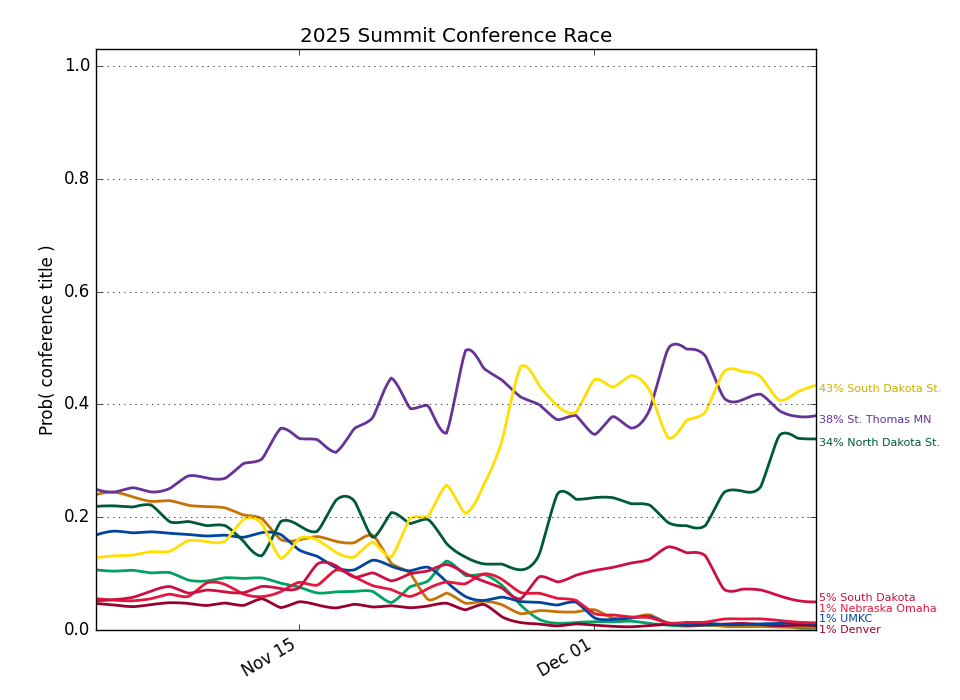 2025 Summit Conference Race
Prob( conference title )
1.0
0.8
0.6
0.4
0.2
0.0
Nov 15
Dec 01
43% South Dakota St.
38% St. Thomas MN
34% North Dakota St.
5% South Dakota
1% Nebraska Omaha
1% UMKC
1% Denver